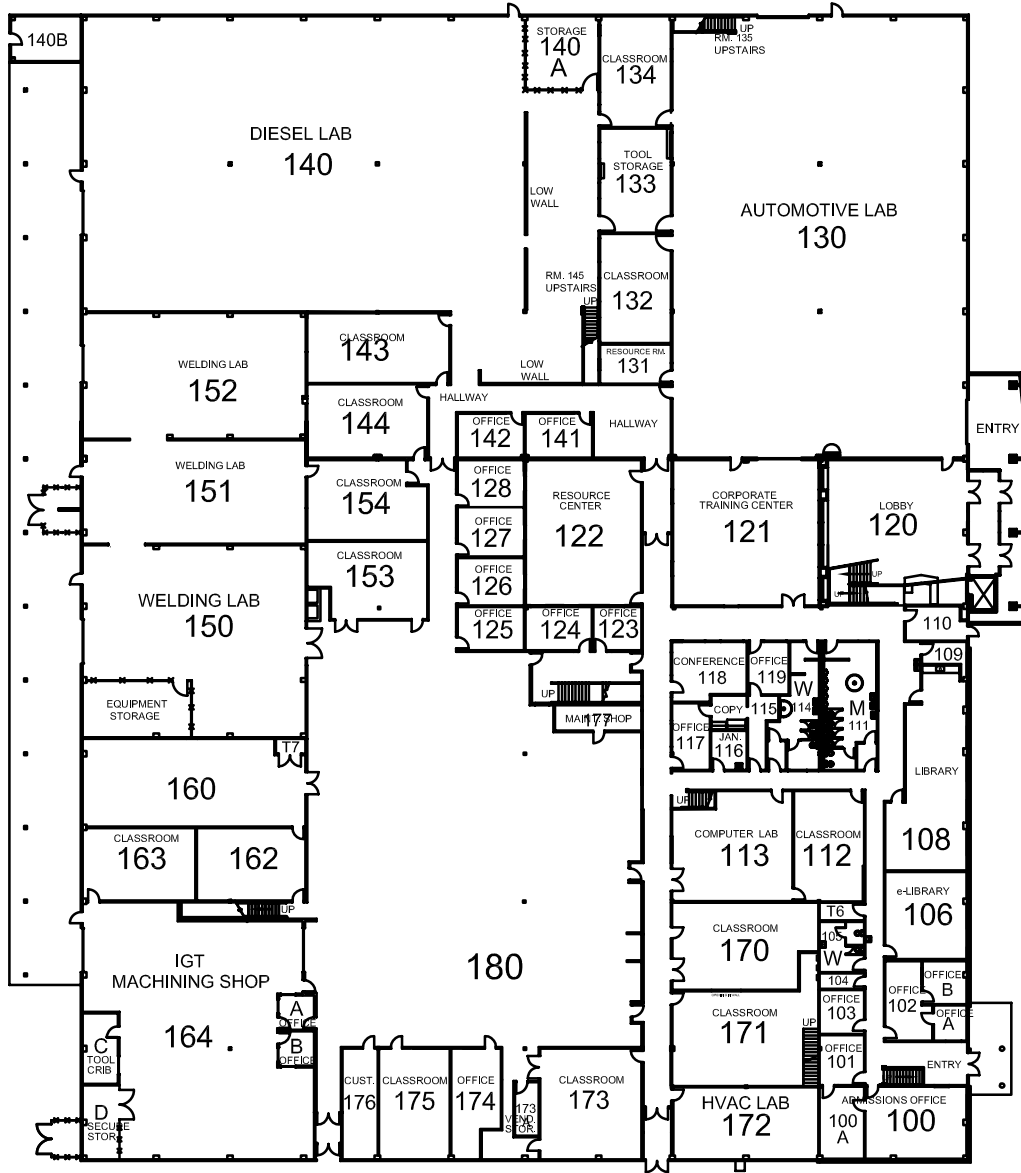 140B
STORAGE
140
A
CLASSROOM
134
UP
RM. 135
UPSTAIRS
DIESEL LAB
140
TOOL
STORAGE
133
LOW
WALL
AUTOMOTIVE LAB
130
RM. 145
UPSTAIRS
UP
CLASSROOM
132
RESOURCE RM.
131
LOW
WALL
CLASSROOM
143
WELDING LAB
152
CLASSROOM
144
HALLWAY
OFFICE
142
OFFICE
141
HALLWAY
ENTRY
WELDING LAB
151
CLASSROOM
154
OFFICE
128
OFFICE
127
OFFICE
126
RESOURCE
CENTER
122
CORPORATE
TRAINING CENTER
121
LOBBY
120
UP
UP
CLASSROOM
153
WELDING LAB
150
OFFICE
125
OFFICE
124
OFFICE
123
110
109
EQUIPMENT
STORAGE
UP
MAINT. SHOP
177
CONFERENCE
118
OFFICE
119
W
114
M
111
COPY
115
OFFICE
117
JAN.
116
T7
160
LIBRARY
108
UP
COMPUTER LAB
113
CLASSROOM
112
CLASSROOM
163
162
UP
e-LIBRARY
106
T6
CLASSROOM
170
105
W
IGT
MACHINING SHOP
164
180
104
OFFICE
103
OFFICE
102
OFFICE
B
OFFICE
A
A
OFFICE
B
OFFICE
CLASSROOM
171
UP
OFFICE
101
ENTRY
C
TOOL
CRIB
D
SECURE
STOR.
CUST.
176
CLASSROOM
175
OFFICE
174
173
A
VEND.
STOR.
CLASSROOM
173
HVAC LAB
172
100
A
ADMISSIONS OFFICE
100